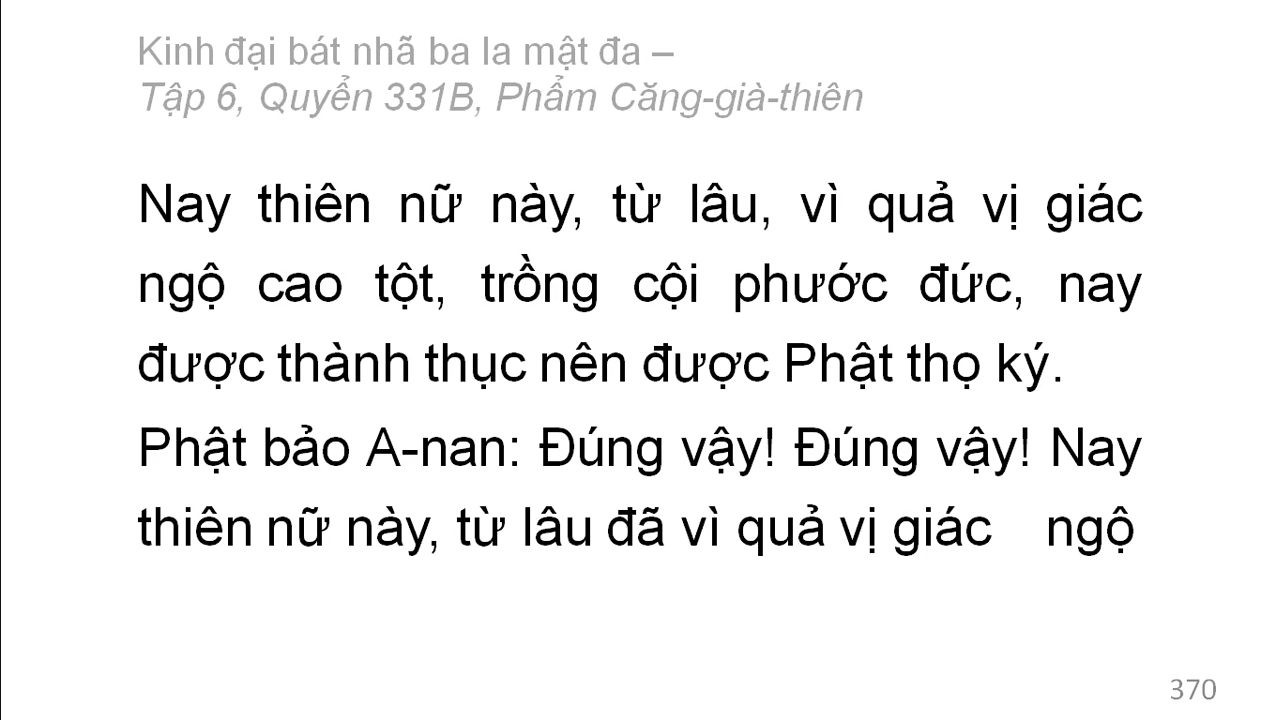 Kinh đại bát nhã ba la mật đa –
Tập 6, Quyển 331B, Phẩm Căng-già-thiên
Nay thiên nữ này, từ lâu, vì quả vị giác
ngộ cao tột, trồng cội phước đức, nay
được thành thục nên được Phật thọ ký.
Phật bảo A-nan: Đúng vậy! Đúng vậy! Nay
thiên nữ này, từ lâu đã vì quả vị giác ngộ
370